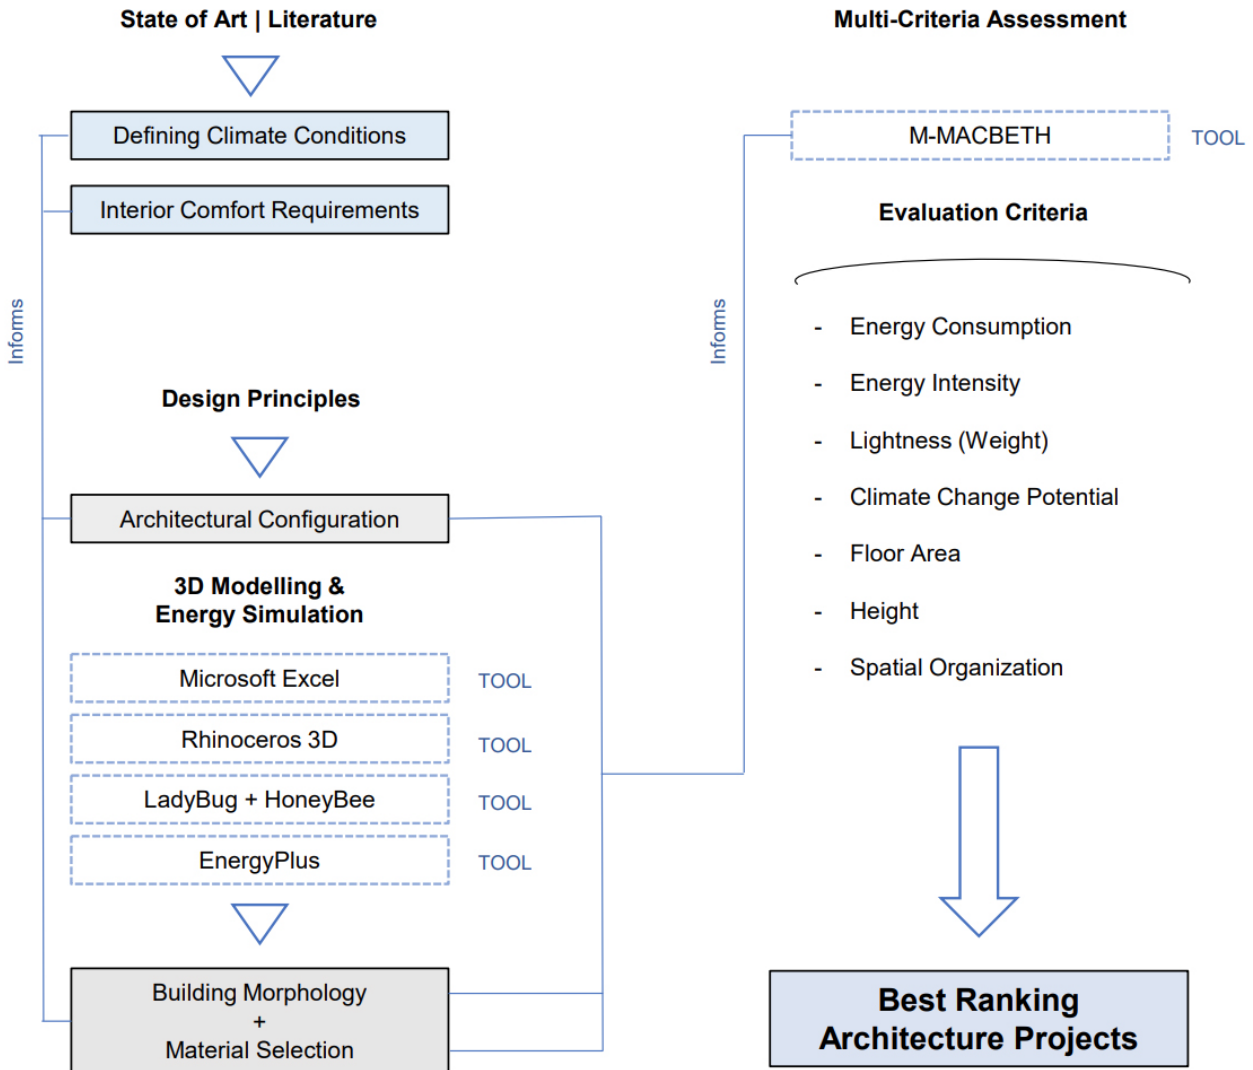 State of Art | Literature
Defining Climate Conditions
Interior Comfort Requirements
Informs
Design Principles
Architectural Configuration
3D Modelling &
Energy Simulation
Microsoft Excel
TOOL
Rhinoceros 3D
TOOL
LadyBug + HoneyBee
TOOL
EnergyPlus
TOOL
Building Morphology
+
Material Selection
Informs
Multi-Criteria Assessment
M-MACBETH
TOOL
Evaluation Criteria
- Energy Consumption
- Energy Intensity
- Lightness (Weight)
- Climate Change Potential
- Floor Area
- Height
- Spatial Organization
Best Ranking
Architecture Projects